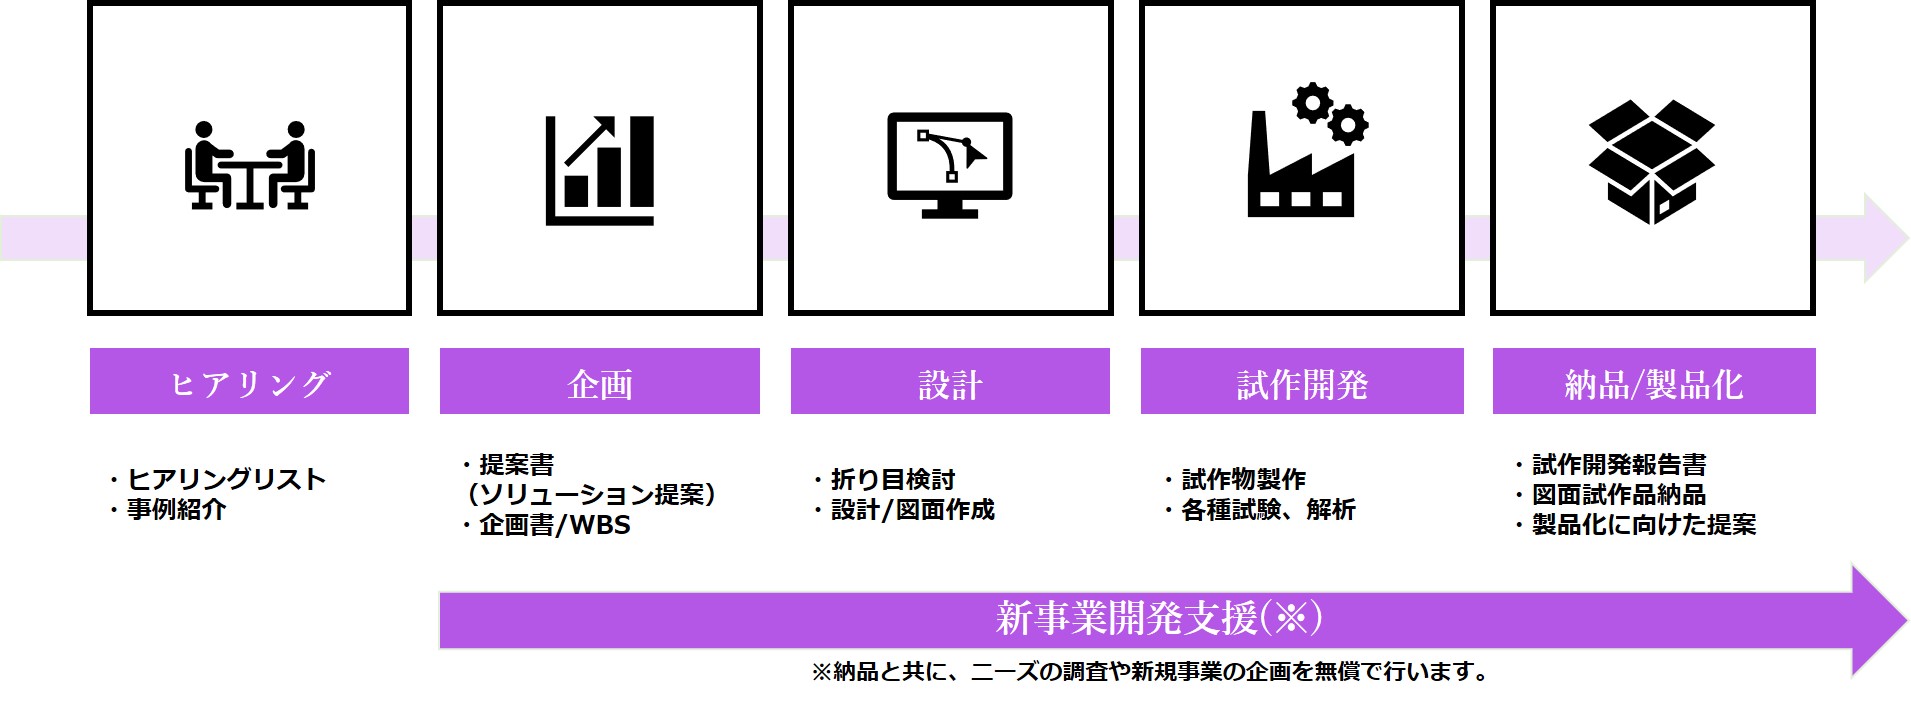 ヒアリング
企画
設計
試作開発
納品/製品化
・ヒアリングリスト
・事例紹介
・提案書
（ソリューション提案）
・企画書/WBS
・折り目検討
・設計/図面作成
・試作物製作
・各種試験、解析
・試作開発報告書
・図面試作品納品
・製品化に向けた提案
新事業開発支援(※)
※納品と共に、ニーズの調査や新規事業の企画を無償で行います。